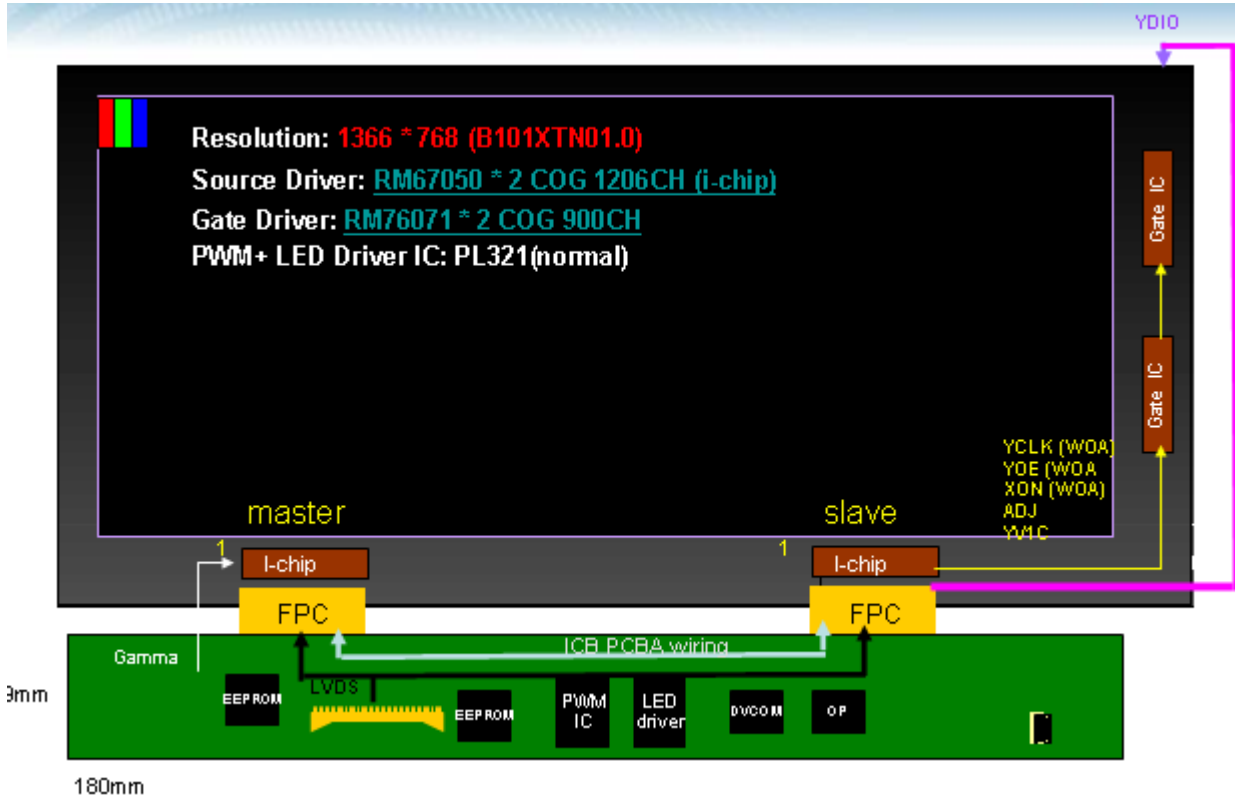 YDIO
Resolution: 1366 * 768 (B101XTN01.0)
Source Driver: RM67050 * 2 COG 1206CH (i-chip)
Gate Driver: RM76071 * 2 COG 900CH
PWM+ LED Driver IC: PL321(normal)
Gate IC
Gate IC
YCLK (WOA)
YOE (WOA
XON (WOA)
ADJ
YV1C
master
slave
1
1
I-chip
I-chip
FPC
FPC
ICB PCBA wiring
Gamma
LVDS
EEPROM
EEPROM
PWM
IC
LED
driver
DVCOM
OP
9mm
180mm